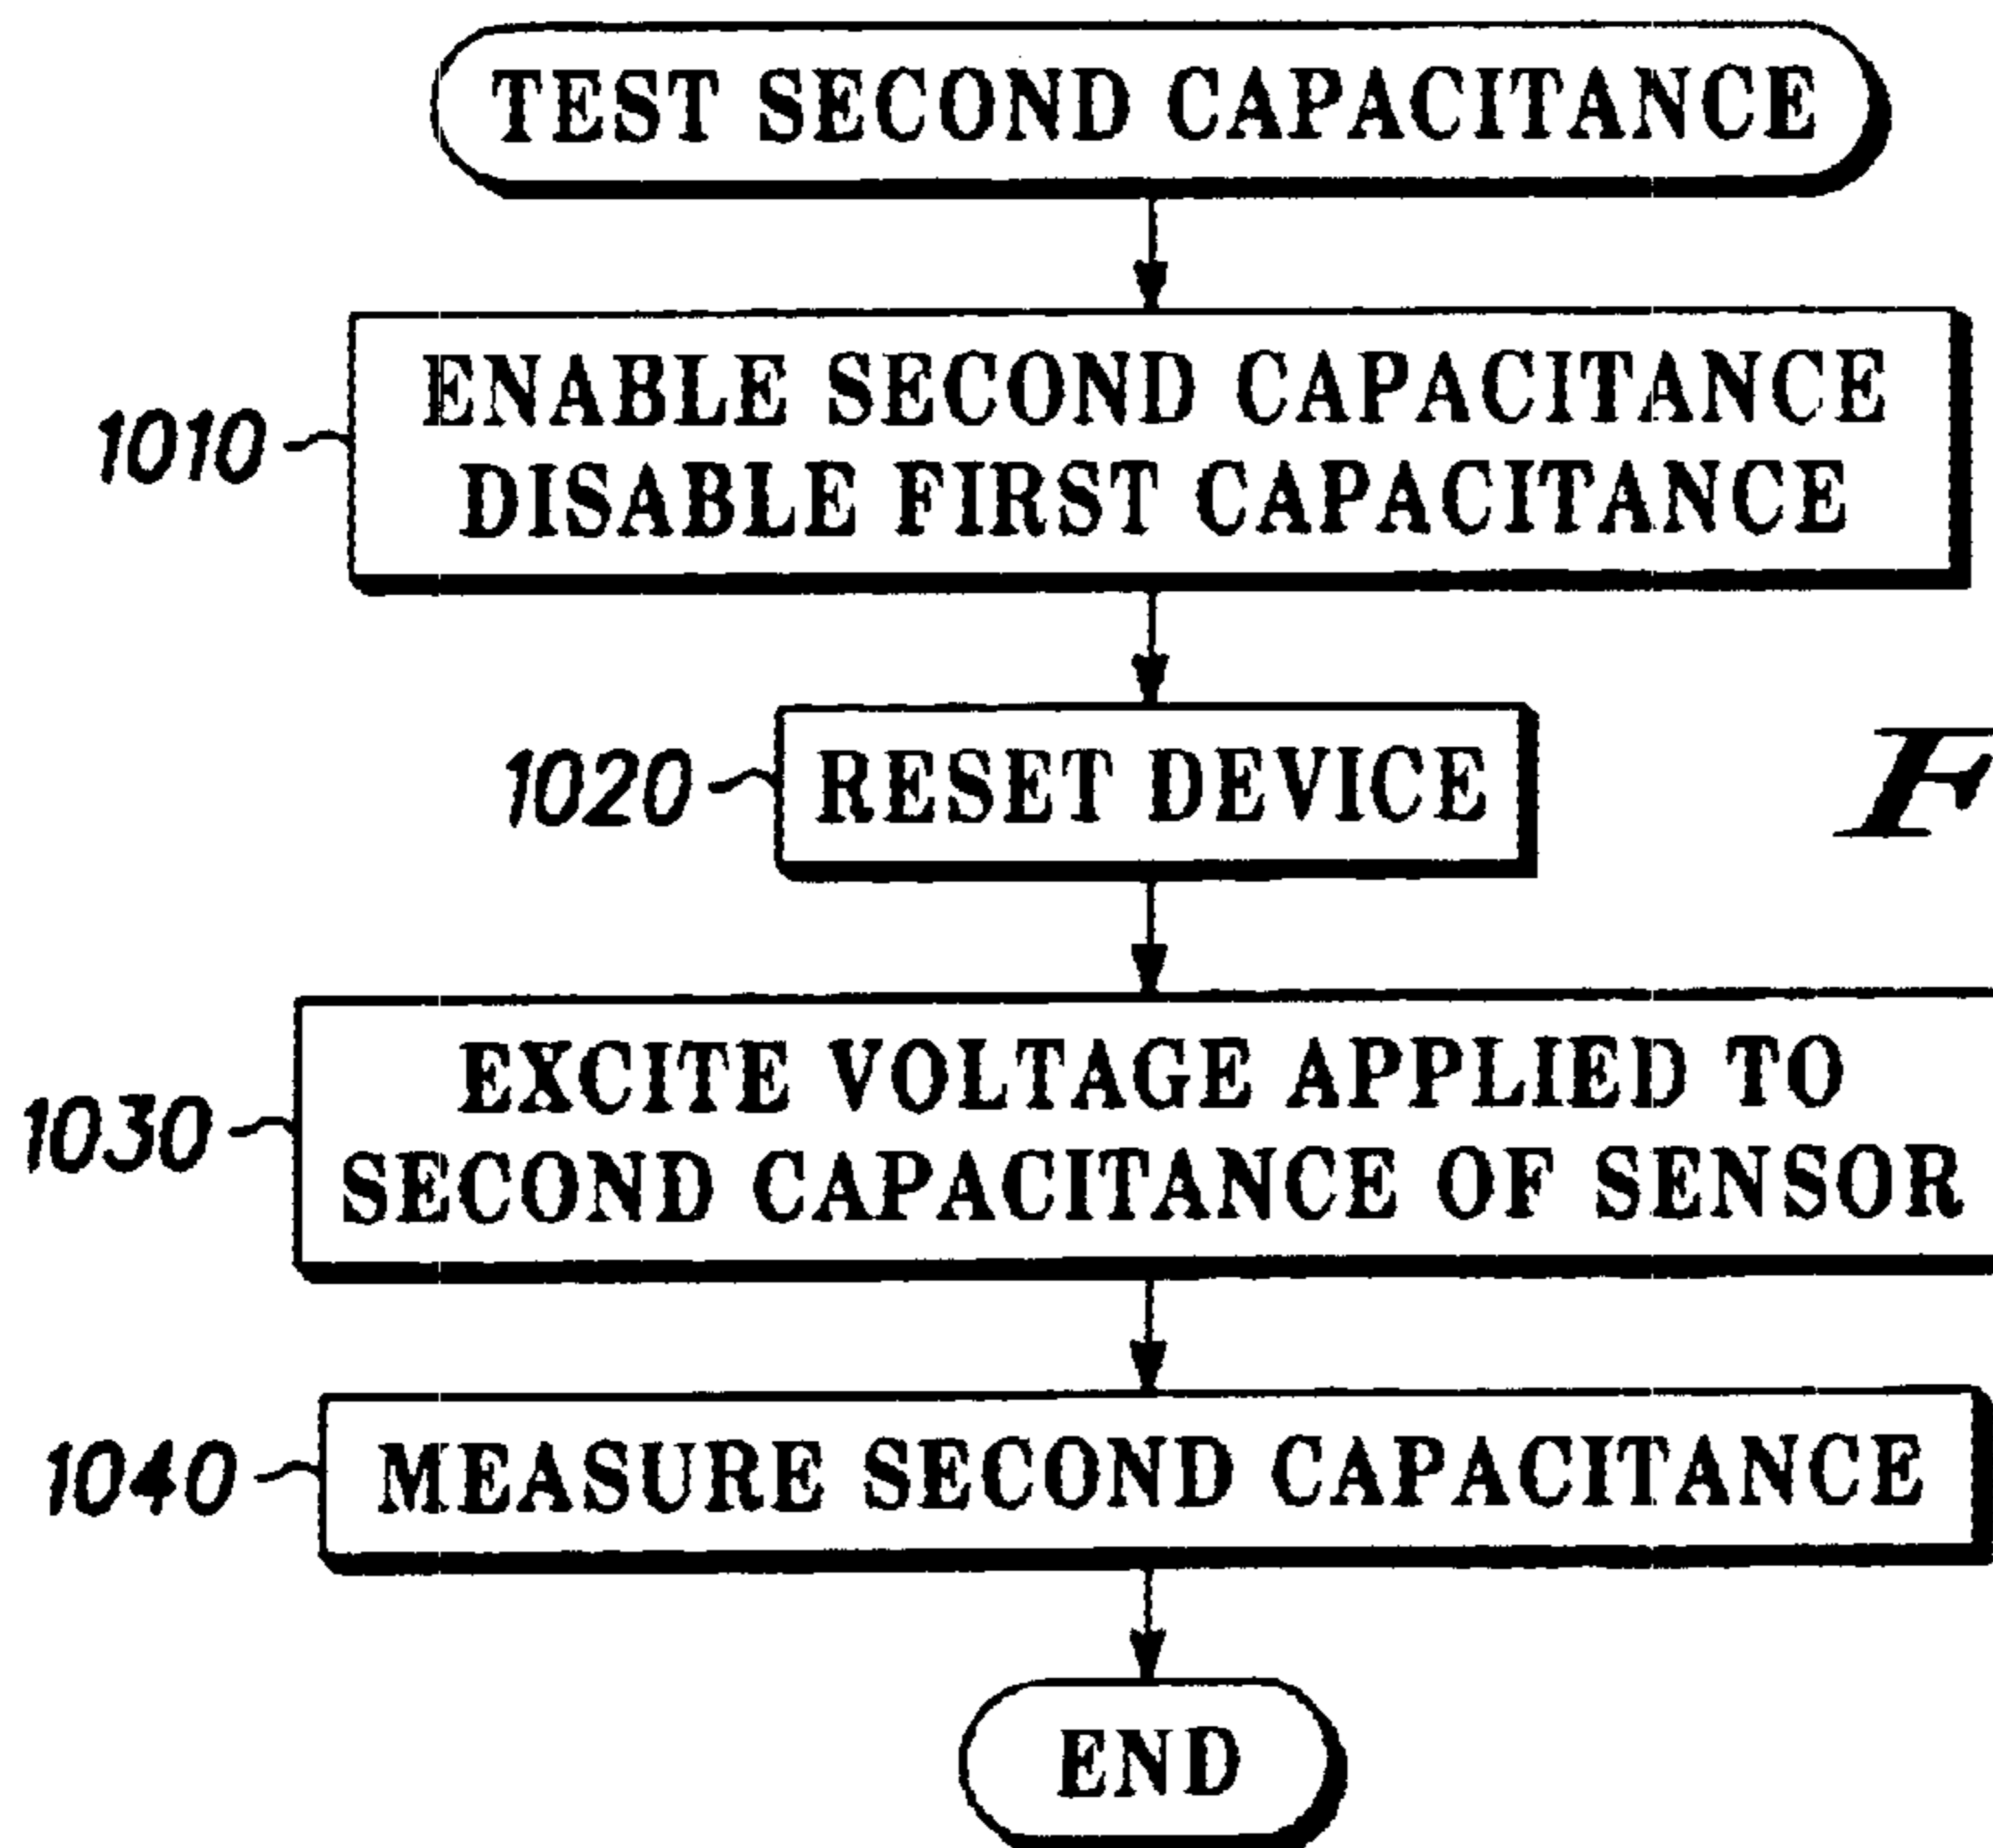 TEST SECOND CAPACITANCE
ENABLE SECOND CAPACITANCE
1010
DISABLE FIRST CAPACITANCE
1020
RESET DEVICE
F
EXCITE VOLTAGE APPLIED TO
1030
SECOND CAPACITANCE OF SENSOR
1040
MEASURE SECOND CAPACITANCE
END